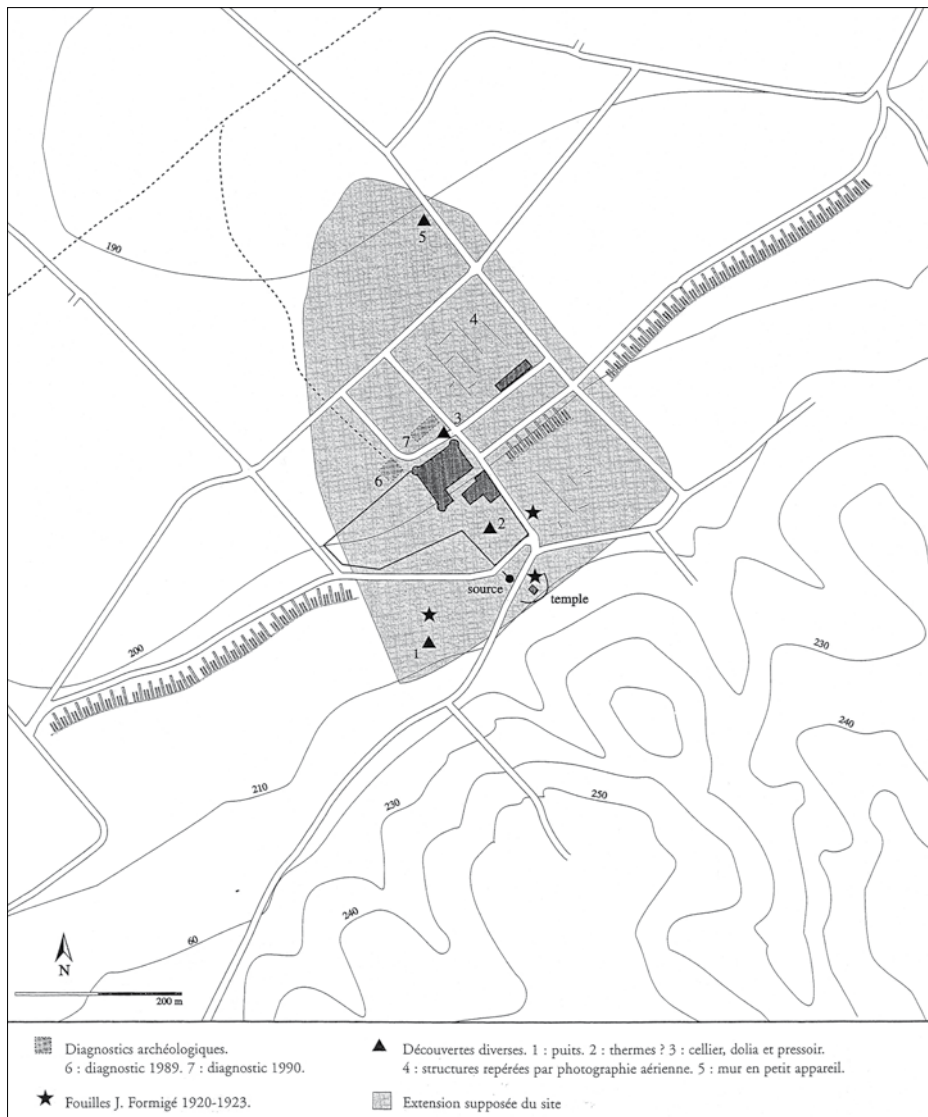 5
190
4
3
7
6
2
source
temple
1
200
230
240
210
230
250
240
60
N
200 m
Diagnostics archéologiques.
6 : diagnostic 1989. 7 : diagnostic 1990.
Fouilles J. Formigé 1920-1923.
Découvertes diverses. 1 : puits. 2 : thermes ? 3 : cellier, dolia et pressoir.
4 : structures repérées par photographie aérienne. 5 : mur en petit appareil.
Extension supposée du site